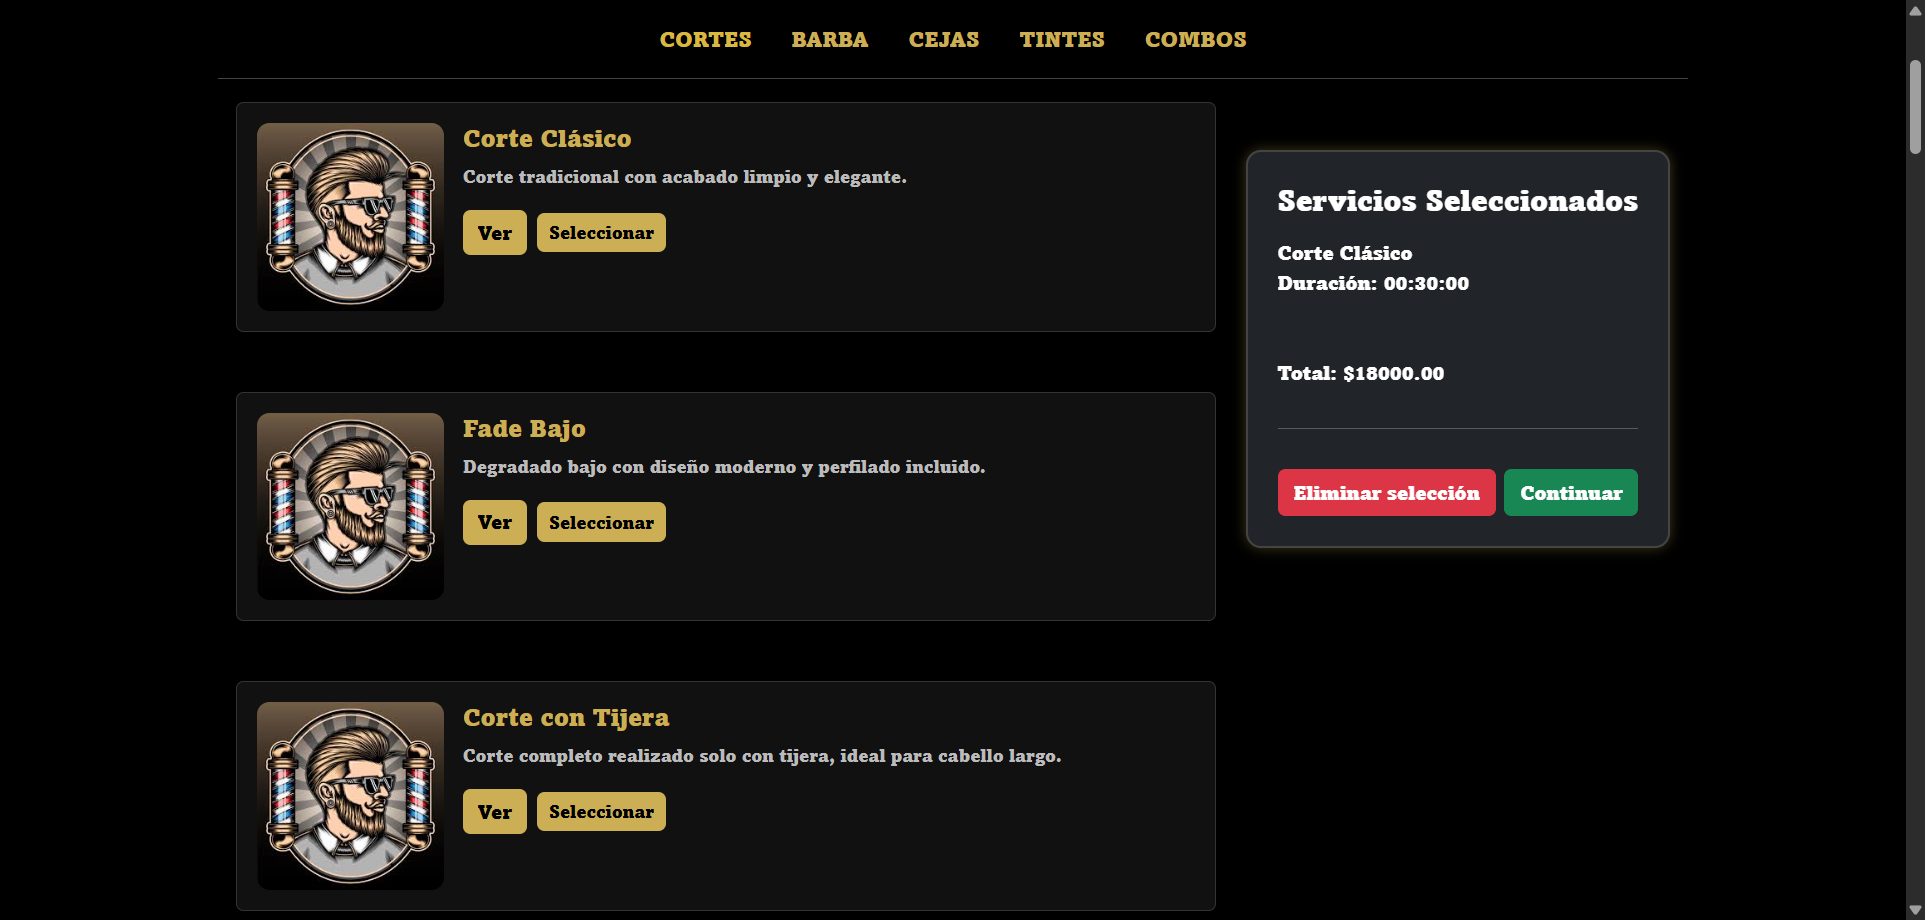 CORTES BARBA CEJAS TINTES COMBOS
Corte Clásico
Corte tradicional con acabado limpio y elegante.
Ver Seleccionar
Fade Bajo
Degradado bajo con diseño moderno y perfilado incluido.
Ver Seleccionar
Corte con Tijera
Corte completo realizado solo con tijera, ideal para cabello largo.
Ver Seleccionar
Servicios Seleccionados
Corte Clásico
Duración: 00:30:00
Total: $18000.00
Eliminar selección Continuar